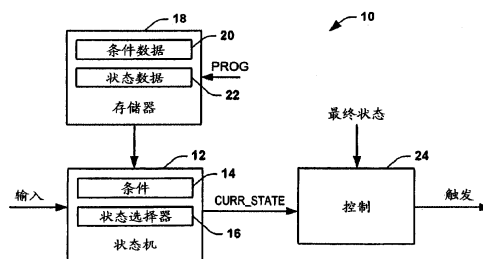 18
10
条件数据
20
状态数据
22
PROG
存储器
最终状态
12
24
输入
条件
14
状态选择器
16
状态机
CURR_STATE
控制
触发